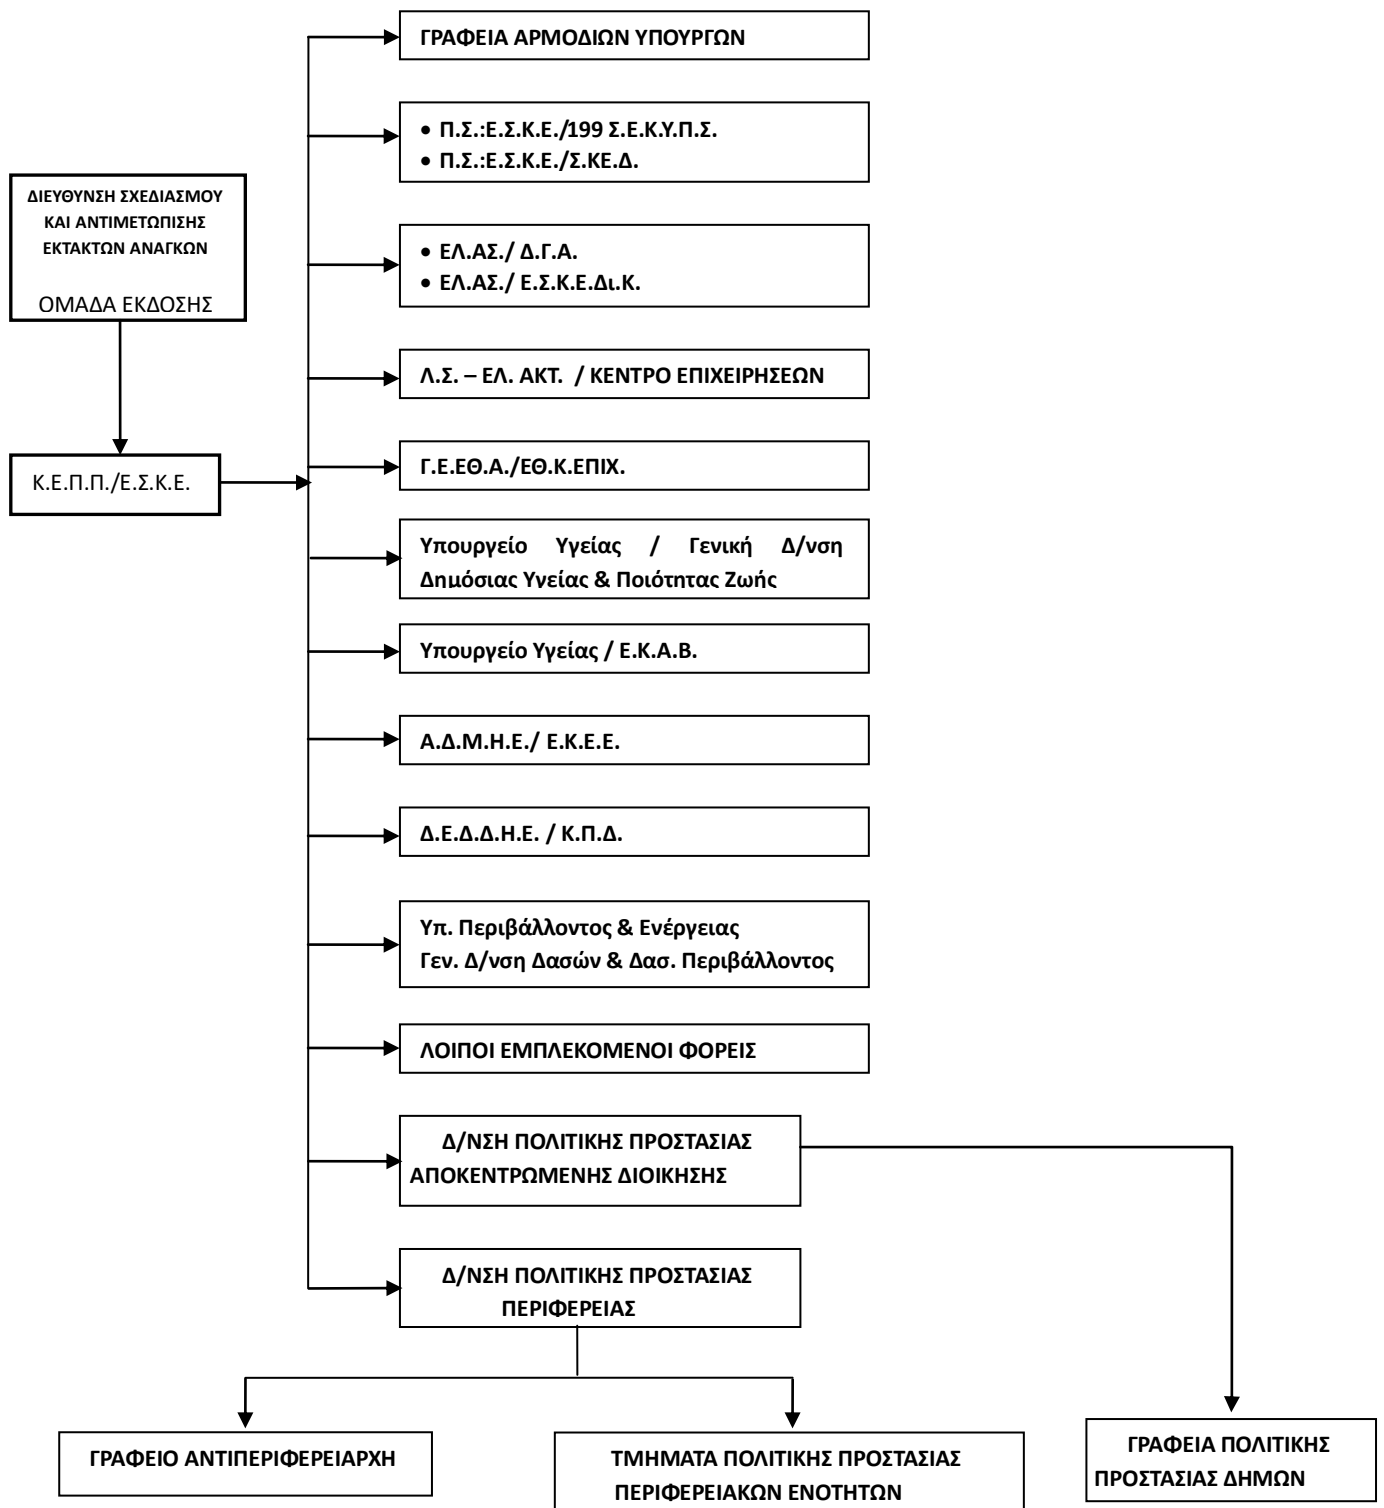 ΓΡΑΦΕΙΑ ΑΡΜΟΔΙΩΝ ΥΠΟΥΡΓΩΝ
• Π.Σ.:Ε.Σ.Κ.Ε./199 Σ.Ε.Κ.Υ.Π.Σ.
• Π.Σ.:Ε.Σ.Κ.Ε./Σ.ΚΕ.Δ.
ΔΙΕΥΘΥΝΣΗ ΣΧΕΔΙΑΣΜΟΥ
ΚΑΙ ΑΝΤΙΜΕΤΩΠΙΣΗΣ
ΕΚΤΑΚΤΩΝ ΑΝΑΓΚΩΝ
ΟΜΑΔΑ ΕΚΔΟΣΗΣ
• ΕΛ.ΑΣ./ Δ.Γ.Α.
• ΕΛ.ΑΣ./ Ε.Σ.Κ.Ε.Δι.Κ.
Λ.Σ. – ΕΛ. ΑΚΤ. / ΚΕΝΤΡΟ ΕΠΙΧΕΙΡΗΣΕΩΝ
Κ.Ε.Π.Π./Ε.Σ.Κ.Ε.
Γ.Ε.ΕΘ.Α./ΕΘ.Κ.ΕΠΙΧ.
Υπουργείο Υγείας / Γενική Δ/νση
Δημόσιας Υγείας & Ποιότητας Ζωής
Υπουργείο Υγείας / Ε.Κ.Α.Β.
Α.Δ.Μ.Η.Ε./ Ε.Κ.Ε.Ε.
Δ.Ε.Δ.Δ.Η.Ε. / Κ.Π.Δ.
Υπ. Περιβάλλοντος & Ενέργειας
Γεν. Δ/νση Δασών & Δασ. Περιβάλλοντος
ΛΟΙΠΟΙ ΕΜΠΛΕΚΟΜΕΝΟΙ ΦΟΡΕΙΣ
Δ/ΝΣΗ ΠΟΛΙΤΙΚΗΣ ΠΡΟΣΤΑΣΙΑΣ
ΑΠΟΚΕΝΤΡΩΜΕΝΗΣ ΔΙΟΙΚΗΣΗΣ
Δ/ΝΣΗ ΠΟΛΙΤΙΚΗΣ ΠΡΟΣΤΑΣΙΑΣ
ΠΕΡΙΦΕΡΕΙΑΣ
ΓΡΑΦΕΙΟ ΑΝΤΙΠΕΡΙΦΕΡΕΙΑΡΧΗ
ΤΜΗΜΑΤΑ ΠΟΛΙΤΙΚΗΣ ΠΡΟΣΤΑΣΙΑΣ
ΠΕΡΙΦΕΡΕΙΑΚΩΝ ΕΝΟΤΗΤΩΝ
ΓΡΑΦΕΙΑ ΠΟΛΙΤΙΚΗΣ
ΠΡΟΣΤΑΣΙΑΣ ΔΗΜΩΝ